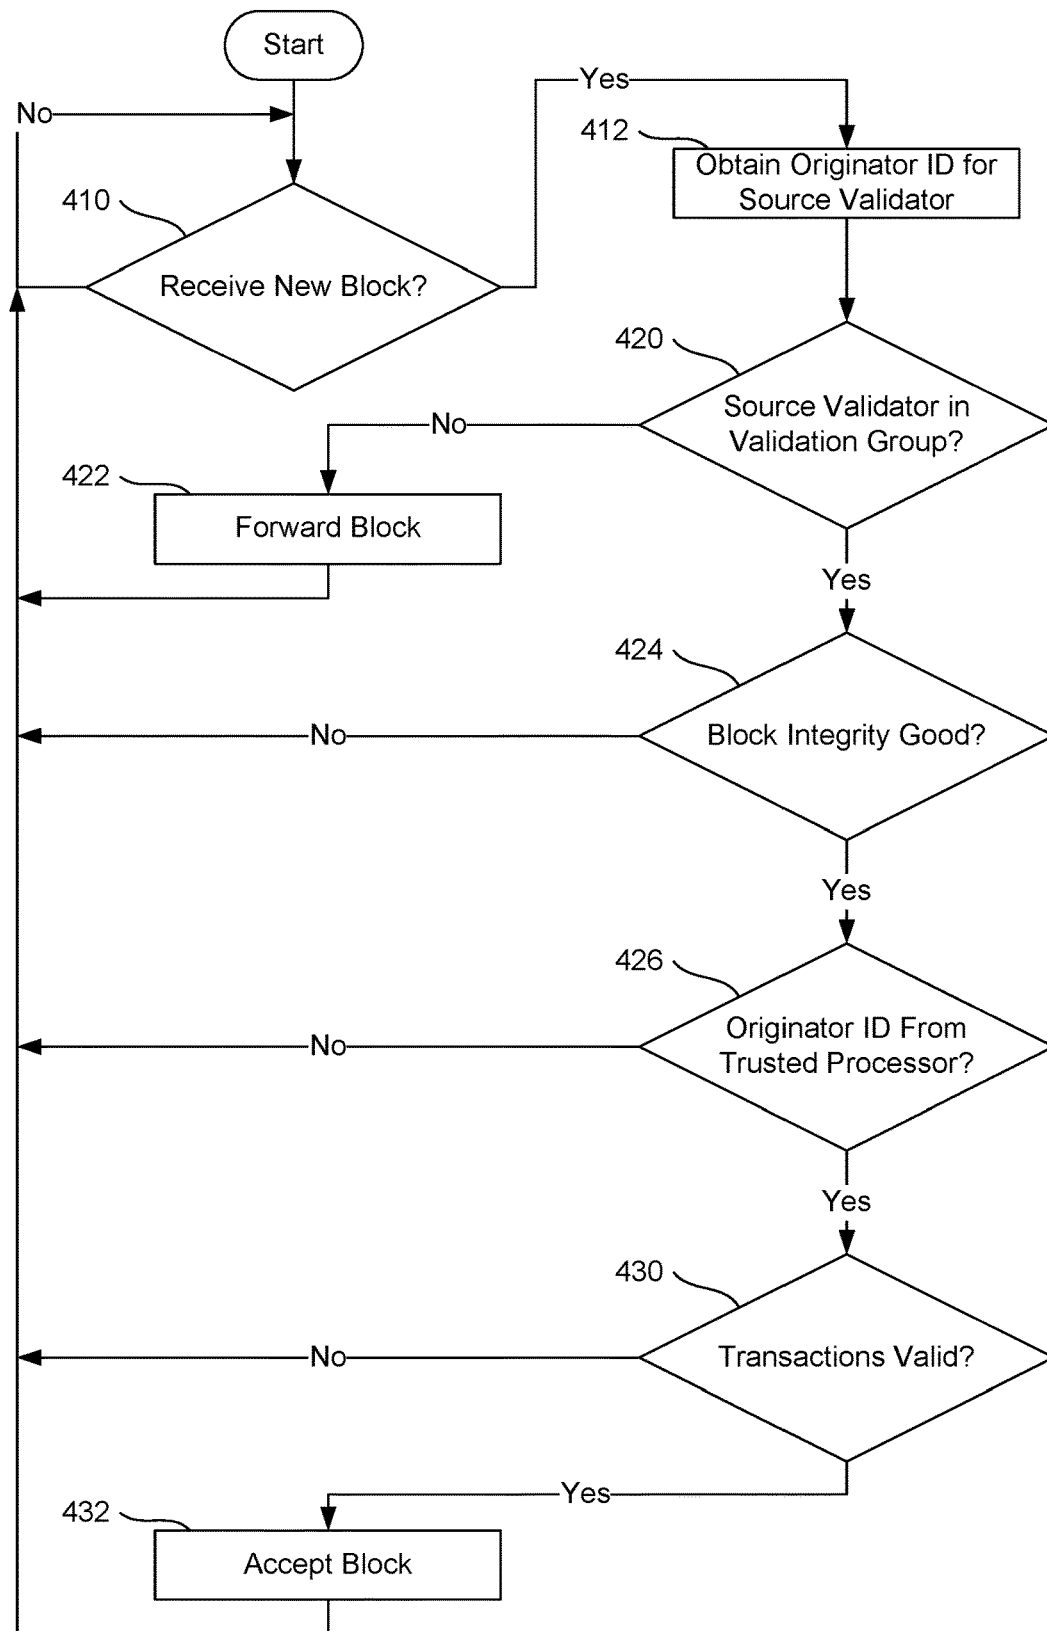 Start
Yes
No
412
Obtain Originator ID for
Source Validator
410
Receive New Block?
420
Source Validator in
Validation Group?
No
422
Forward Block
Yes
424
Block Integrity Good?
No
Yes
426
Originator ID From
Trusted Processor?
No
Yes
430
Transactions Valid?
No
Yes
432
Accept Block